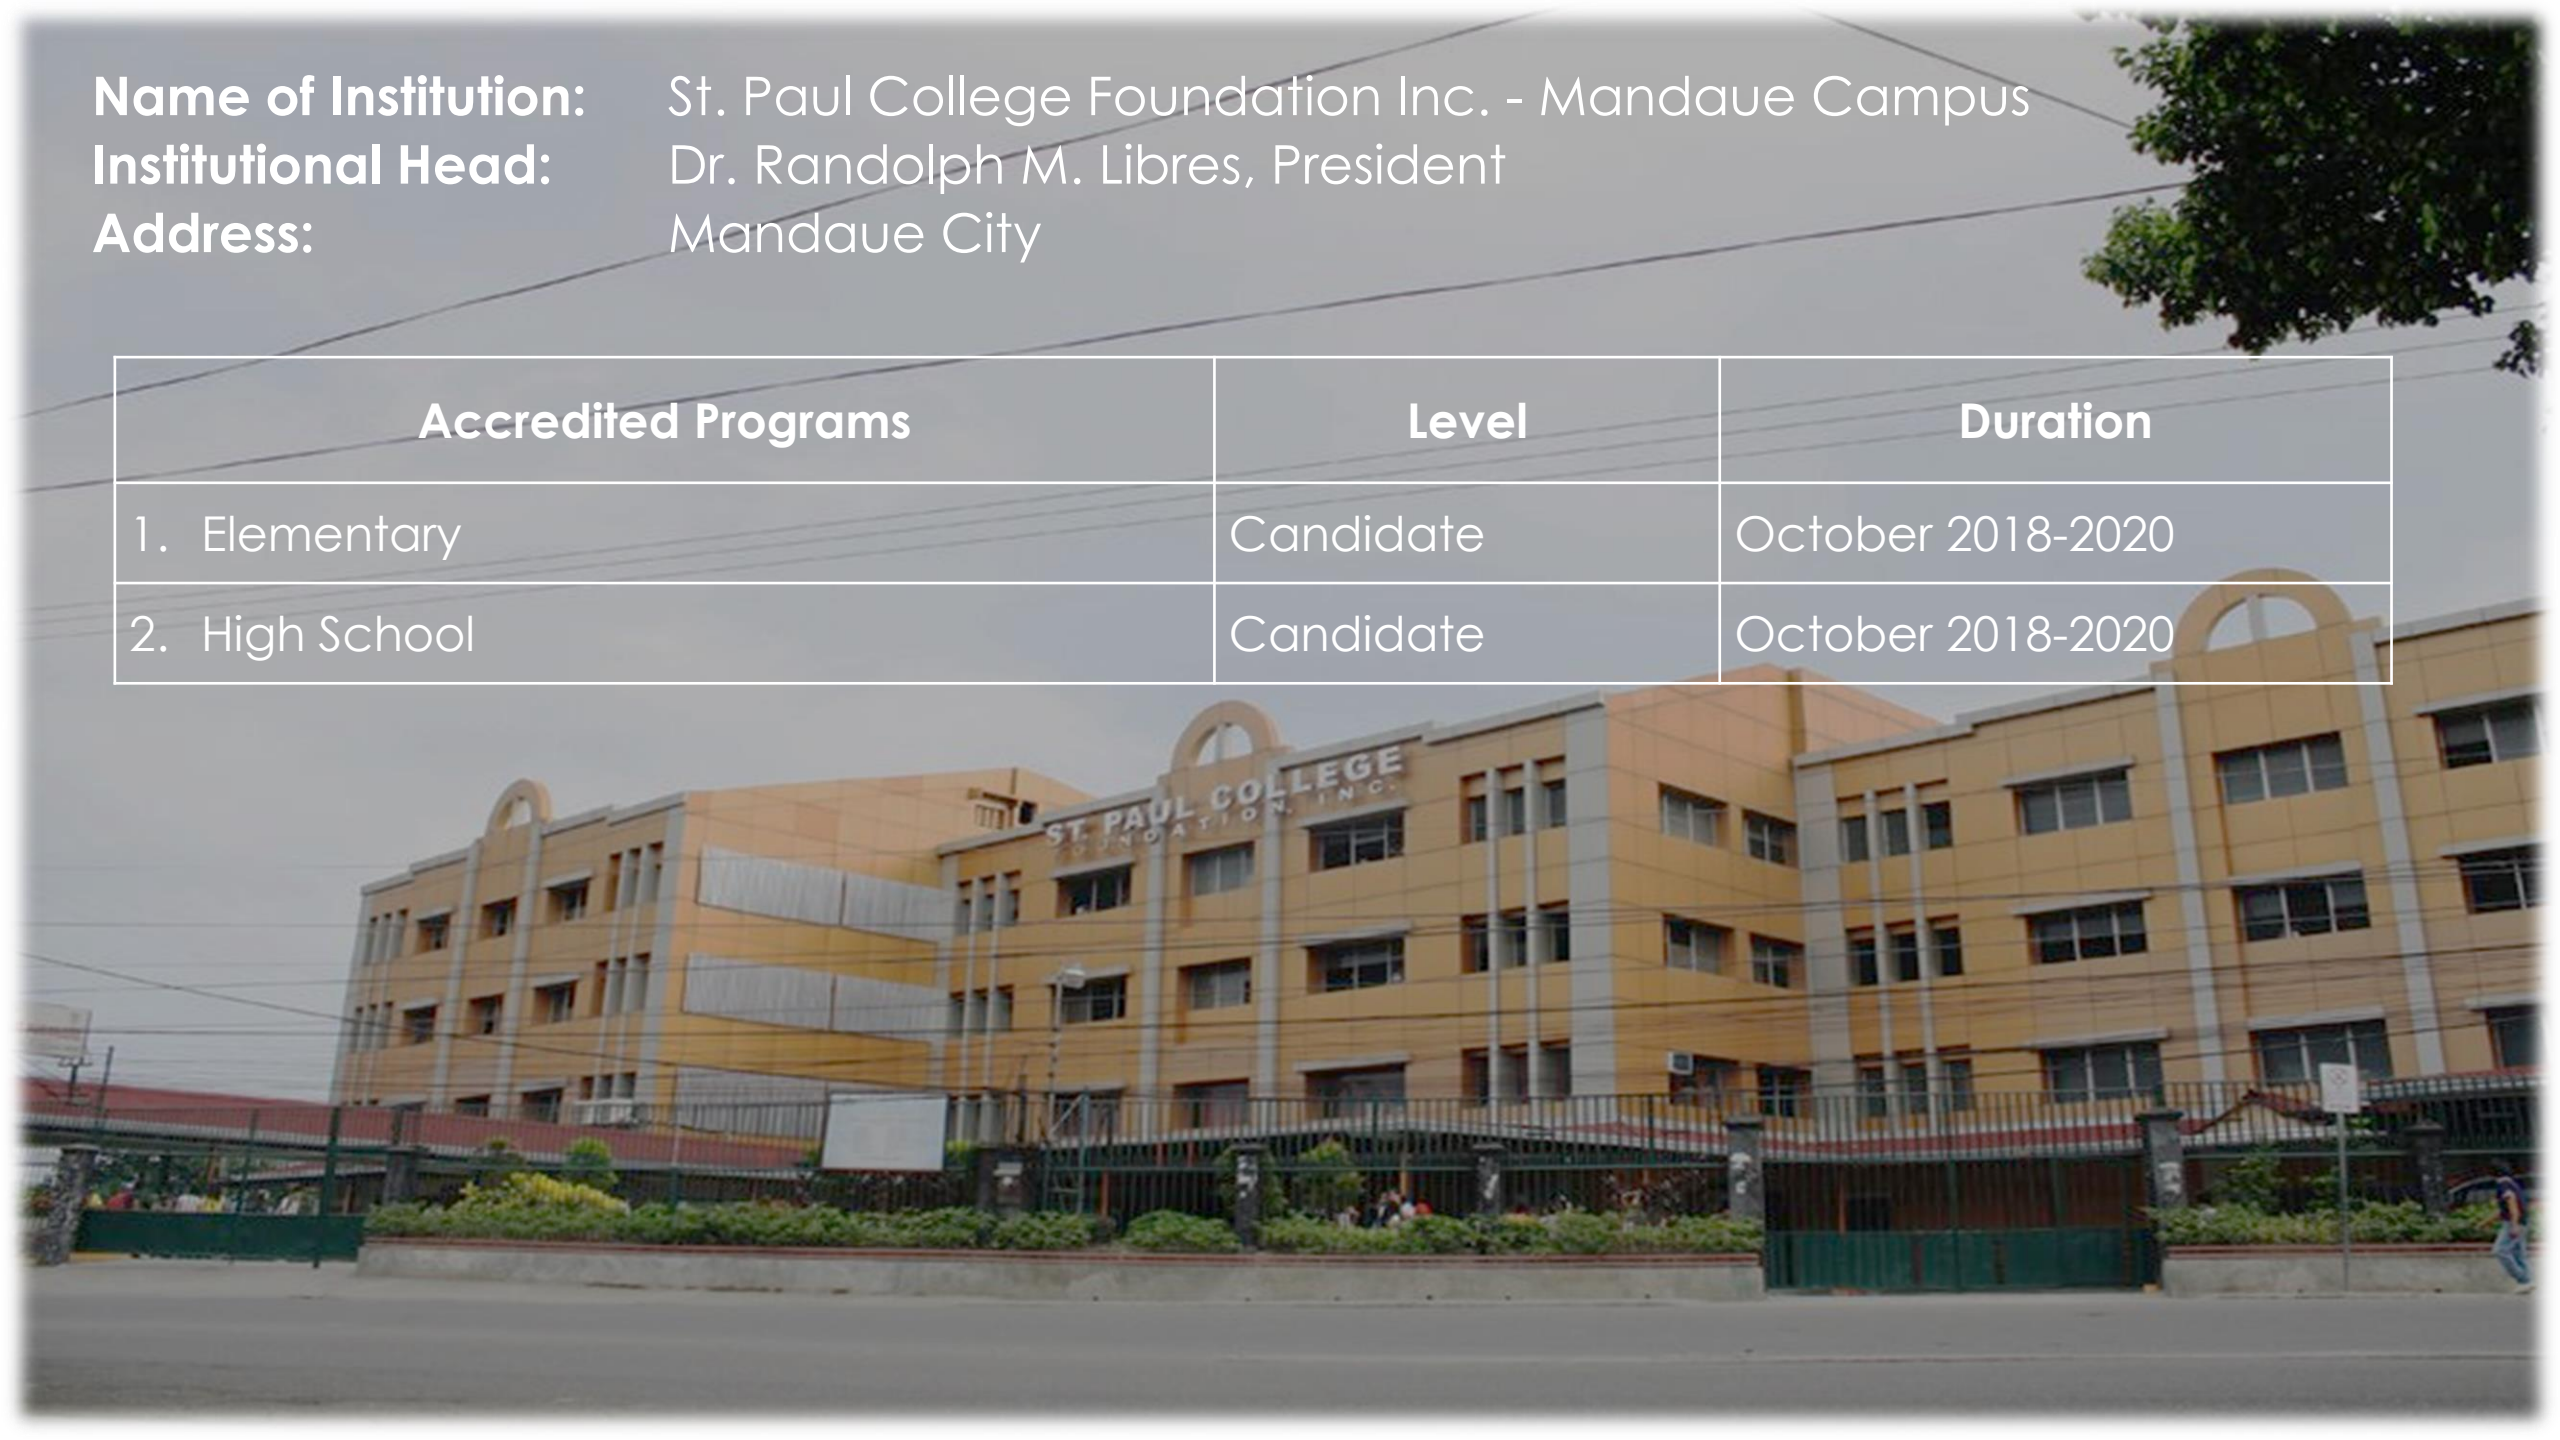 Name of Institution: St. Paul College Foundation Inc. - Mandaue Campus
Institutional Head: Dr. Randolph M. Libres, President
Address: Mandaue City
Accredited Programs Level Duration
1. Elementary Candidate October 2018-2020
2. High School Candidate October 2018-2020
ST. PAUL COLLEGE
FOUNDATION, INC.